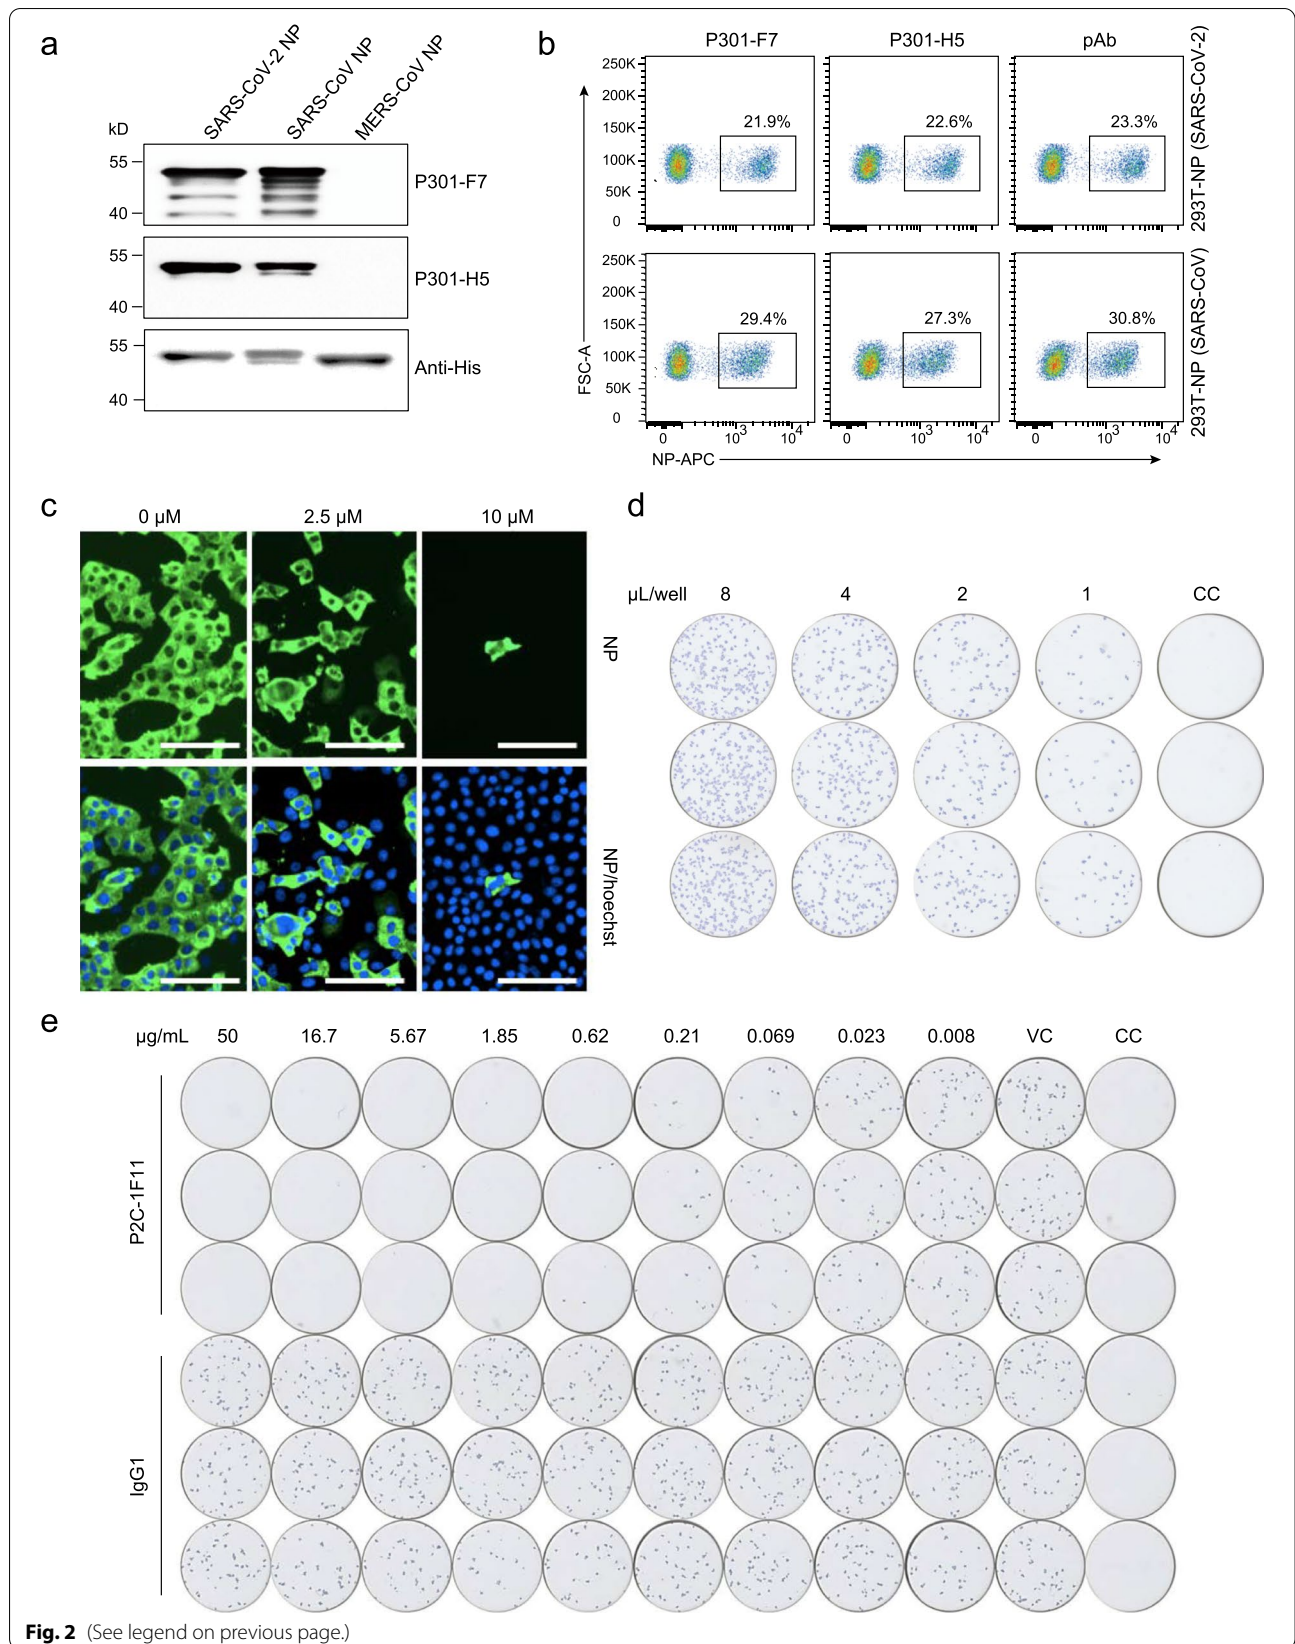 a
SARS-CoV-2 NP
SARS-CoV NP
MERS-CoV NP
kD
55
40
P301-F7
55
40
P301-H5
55
40
Anti-His
b
P301-F7 P301-H5 pAb
250K
200K
150K
100K
50K
0
21.9% 22.6% 23.3%
293T-NP (SARS-CoV-2)
250K
200K
150K
100K
50K
0
29.4% 27.3% 30.8%
293T-NP (SARS-CoV)
FSC-A
0 10³ 10⁴ 0 10³ 10⁴ 0 10³ 10⁴
NP-APC
c
0 µM 2.5 µM 10 µM
NP
NP/hoechst
d
µL/well 8 4 2 1 CC
e
µg/mL 50 16.7 5.67 1.85 0.62 0.21 0.069 0.023 0.008 VC CC
P2C-1F11
IgG1
Fig. 2 (See legend on previous page.)